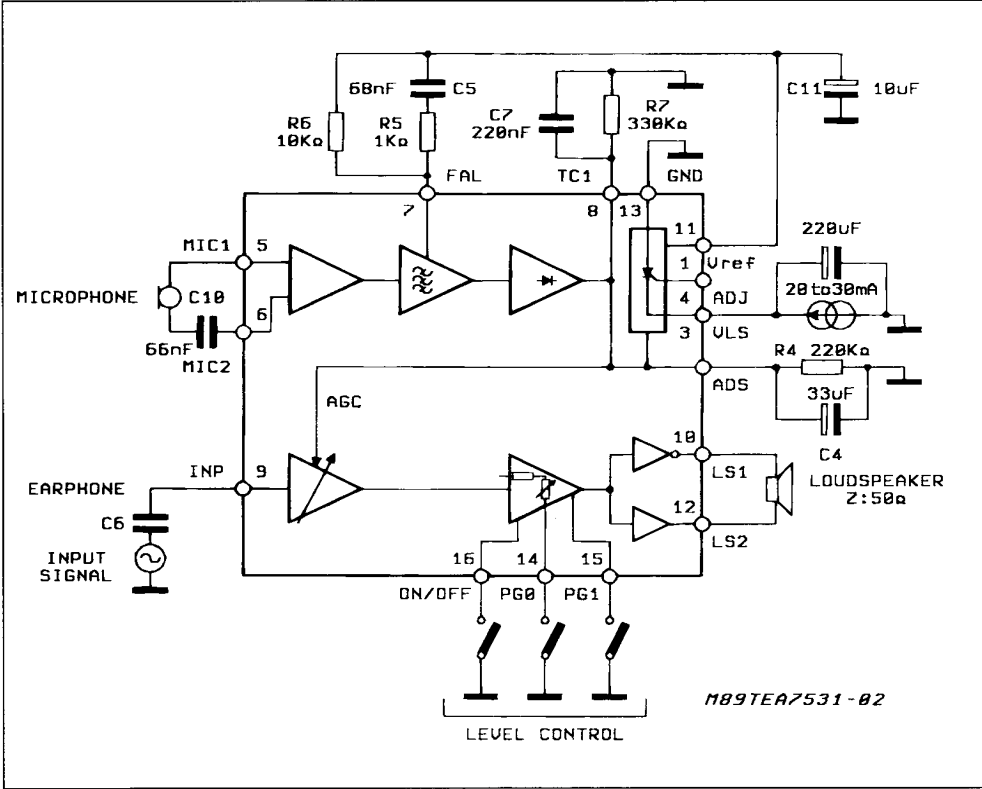 68nF C5
C11 10uF
C7
220nF
R7
330KΩ
R6
10KΩ
R5
1KΩ
FAL
TC1
GND
7
8
13
MIC1
5
11
Vref
220uF
1
ADJ
MICROPHONE
C10
6
4
VLS
20to30mA
3
66nF
MIC2
R4 220KΩ
ADS
33uF
C4
AGC
10
LS1
INP
9
EARPHONE
LOUDSPEAKER
Z:50Ω
C6
12
LS2
INPUT
SIGNAL
16
14
15
ON/OFF
PG0
PG1
M89TEA7531-02
LEVEL CONTROL